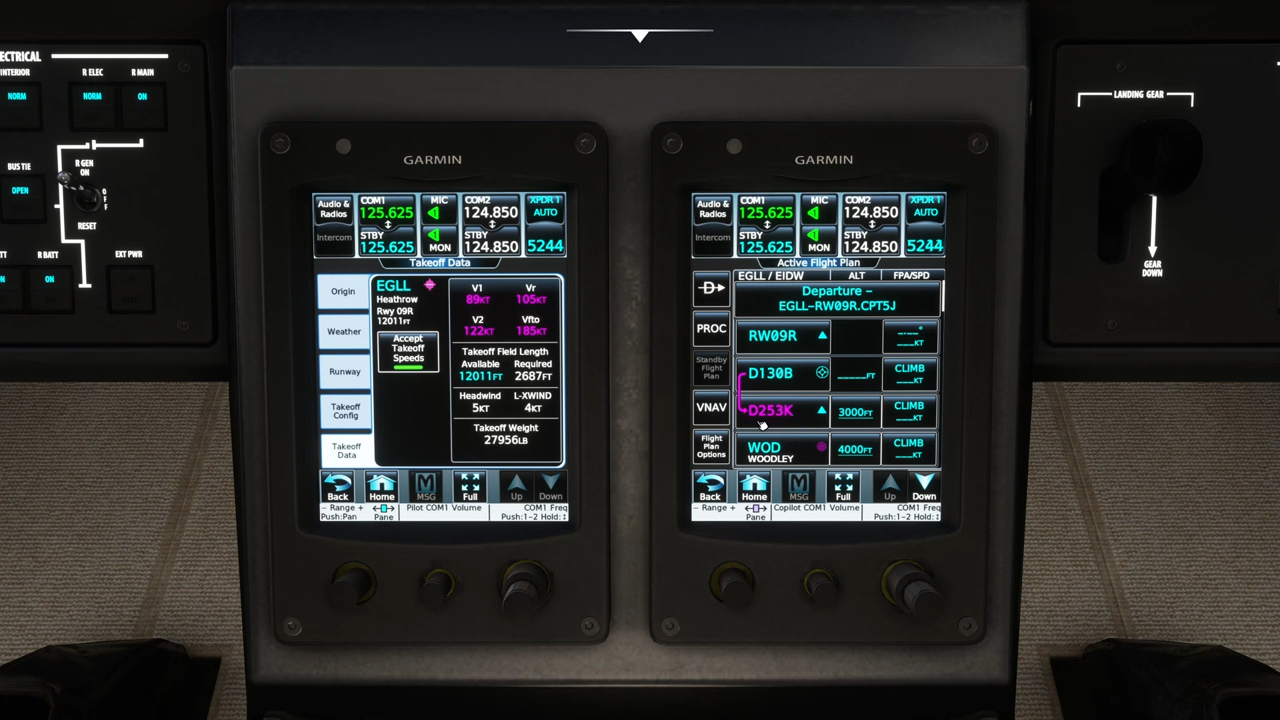 ECTRICAL
INTERIOR
R ELEC
R MAIN
NORM
NORM
ON
BUS TIE
R GEN
ON
OPEN
O
F
F
RESET
R BATT
EXT PWR
ON
GARMIN
Audio & Radios
COM1
125.625
MIC
COM2
124.850
XPDR 1
AUTO
Intercom
STBY
125.625
MON
STBY
124.850
5244
Takeoff Data
Origin
Weather
Runway
Takeoff Config
Takeoff Data
EGLL
Heathrow
Rwy 09R
12011FT
Accept
Takeoff
Speeds
V1
Vr
89KT
105KT
V2
Vfto
122KT
185KT
Takeoff Field Length
Available
Required
12011FT
2687FT
Headwind
L-XWIND
5KT
4KT
Takeoff Weight
27956LB
Back
Home
MSG
Full
Up
Down
– Range +
Push:Pan
Pane
Pilot COM1 Volume
COM1 Freq
Push:1–2 Hold:↕
GARMIN
Audio & Radios
COM1
125.625
MIC
COM2
124.850
XPDR 1
AUTO
Intercom
STBY
125.625
MON
STBY
124.850
5244
Active Flight Plan
EGLL / EIDW
ALT
FPA/SPD
Departure –
EGLL–RW09R.CPT5J
PROC
Standby
Flight
Plan
VNAV
Flight
Plan
Options
RW09R
_.__°
___KT
D130B
_____FT
CLIMB
___KT
D253K
3000FT
CLIMB
___KT
WOD
WOODLEY
4000FT
CLIMB
___KT
Back
Home
MSG
Full
Up
Down
– Range +
Pane
Copilot COM1 Volume
COM1 Freq
Push:1–2 Hold:↕
LANDING GEAR
GEAR
DOWN